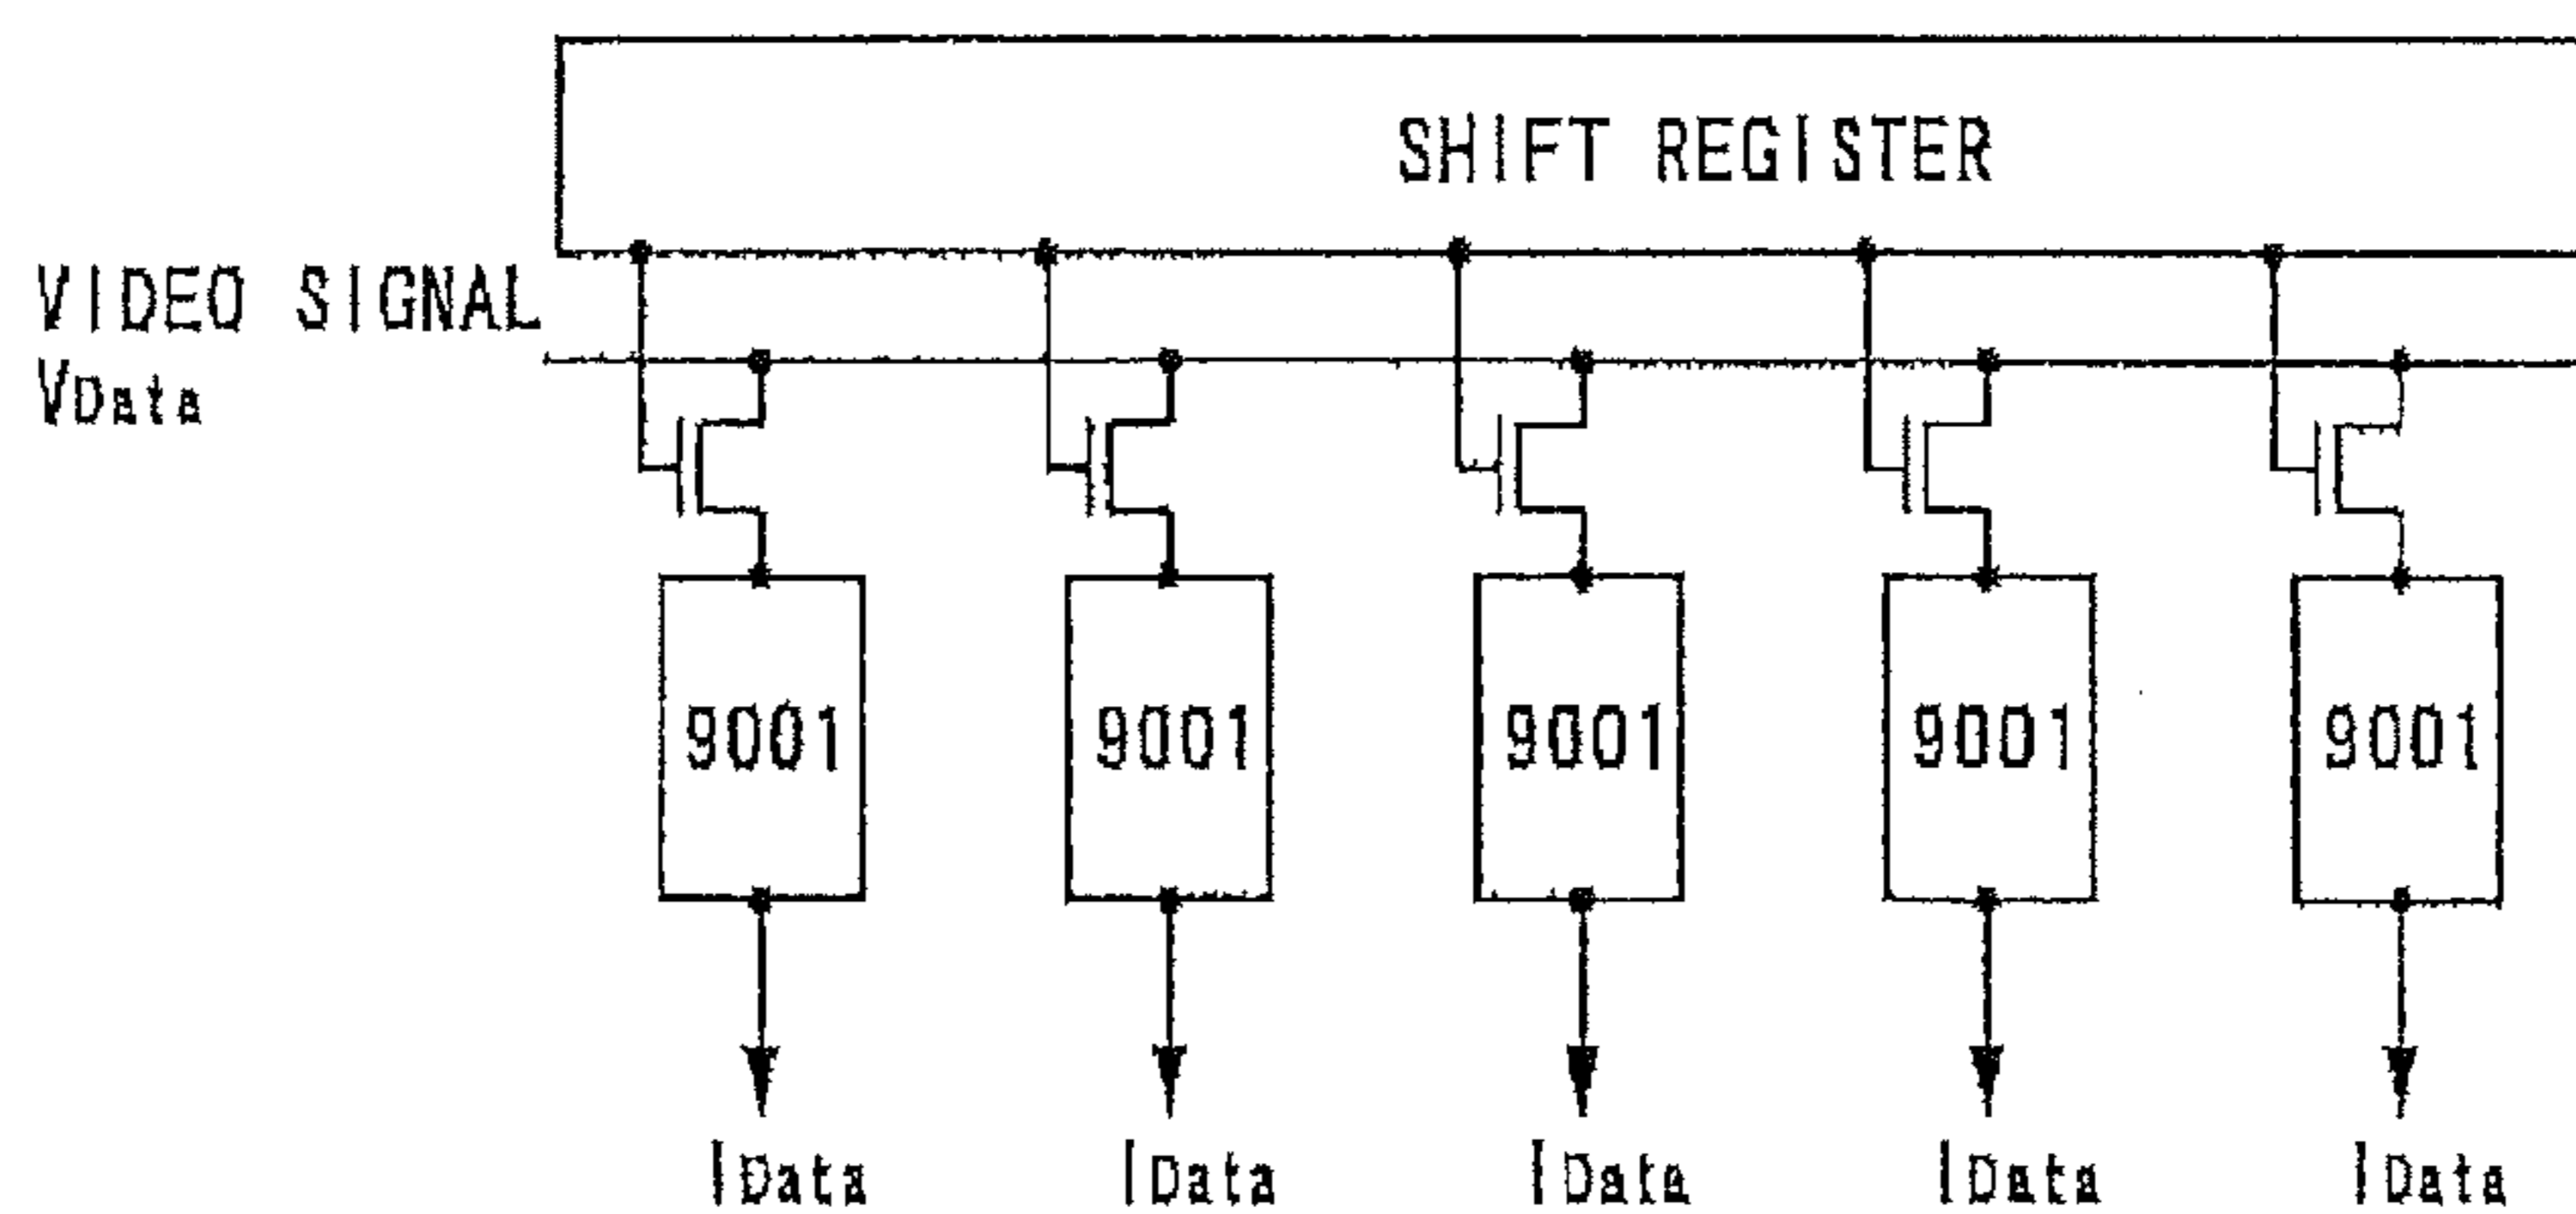 SHIFT REGISTER
VIDEO SIGNAL
VData
9001 9001 9001 9001 9001
IData IData IData IData IData